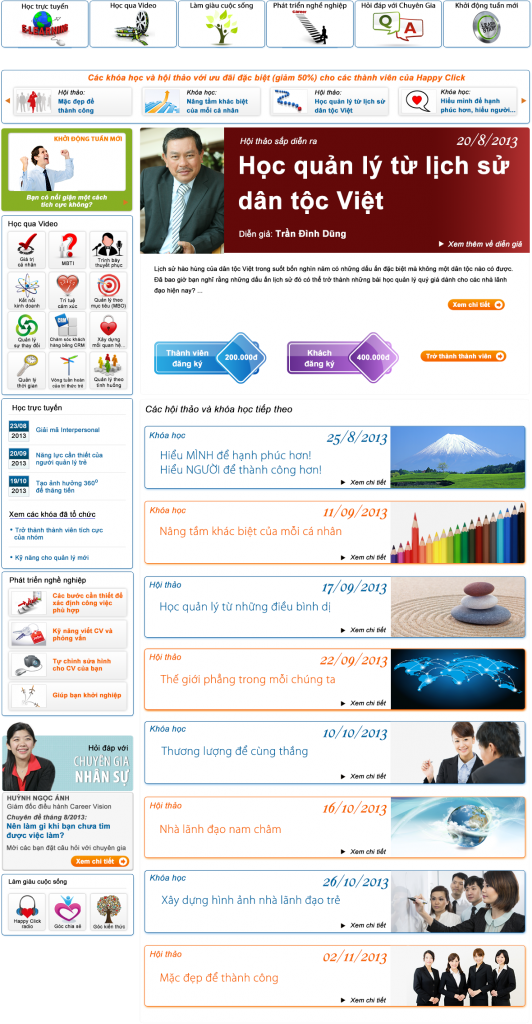 Học trực tuyến
Học qua Video
Làm giàu cuộc sống
Phát triển nghề nghiệp
Hỏi đáp với Chuyên Gia
Khởi động tuần mới
E-LEARNING
Q
A
Các khóa học và hội thảo với ưu đãi đặc biệt (giảm 50%) cho các thành viên của Happy Click
Hội thảo:
Mặc đẹp để
thành công
Khóa học:
Nâng tầm khác biệt
của mỗi cá nhân
Hội thảo:
Học quản lý từ lịch sử
dân tộc Việt
Khóa học:
Hiểu mình để hạnh
phúc hơn, hiểu người...
KHỞI ĐỘNG TUẦN MỚI
Bạn có nổi giận một cách
tích cực không?
Hội thảo sắp diễn ra
20/8/2013
Học quản lý từ lịch sử
dân tộc Việt
Diễn giả: Trần Đình Dũng
Xem thêm về diễn giả
Lịch sử hào hùng của dân tộc Việt trong suốt bốn nghìn năm có những dấu ấn đặc biệt mà không một dân tộc nào có được.
Đã bao giờ bạn nghĩ rằng những dấu ấn lịch sử đó có thể trở thành những bài học quản lý quý giá dành cho các nhà lãnh
đạo hiện nay? ...
Xem chi tiết
Thành viên
đăng ký
200.000đ
Khách
đăng ký
400.000đ
Trở thành thành viên
Học qua Video
Giá trị
cá nhân
MBTI
Trình bày
thuyết phục
Kết nối
kinh doanh
Trí tuệ
cảm xúc
Quản lý theo
mục tiêu (MBO)
Quản lý
sự thay đổi
CRM
Chăm sóc khách
hàng bằng CRM
Xây dựng
mối quan hệ...
Quản lý
thời gian
Vòng tuần hoàn
của trí thức trẻ
Quản lý theo
tình huống
Học trực tuyến
23/08
2013
Giải mã Interpersonal
20/09
2013
Năng lực cần thiết của
người quản lý trẻ
19/10
2013
Tạo ảnh hưởng 360⁰
để thăng tiến
Xem các khóa đã tổ chức
Trở thành thành viên tích cực
của nhóm
Kỹ năng cho quản lý mới
Phát triển nghề nghiệp
Các bước cần thiết để
xác định công việc
phù hợp
Kỹ năng viết CV và
phỏng vấn
Tự chỉnh sửa hình
cho CV của bạn
Giúp bạn khởi nghiệp
Hỏi đáp với
CHUYÊN GIA
NHÂN SỰ
HUỲNH NGỌC ÁNH
Giám đốc điều hành Career Vision
Chuyên đề tháng 8/2013:
Nên làm gì khi bạn chưa tìm
được việc làm?
Mời các bạn đặt câu hỏi với chuyên gia
Xem chi tiết
Làm giàu cuộc sống
Happy Click
radio
Góc chia sẻ
Góc kiến thức
Các hội thảo và khóa học tiếp theo
Khóa học
25/8/2013
Hiểu MÌNH để hạnh phúc hơn!
Hiểu NGƯỜI để thành công hơn!
Xem chi tiết
Khóa học
11/09/2013
Nâng tầm khác biệt của mỗi cá nhân
Xem chi tiết
Hội thảo
17/09/2013
Học quản lý từ những điều bình dị
Xem chi tiết
Hội thảo
22/09/2013
Thế giới phẳng trong mỗi chúng ta
Xem chi tiết
Khóa học
10/10/2013
Thương lượng để cùng thắng
Xem chi tiết
Hội thảo
16/10/2013
Nhà lãnh đạo nam châm
Xem chi tiết
Khóa học
26/10/2013
Xây dựng hình ảnh nhà lãnh đạo trẻ
Xem chi tiết
Hội thảo
02/11/2013
Mặc đẹp để thành công
Xem chi tiết